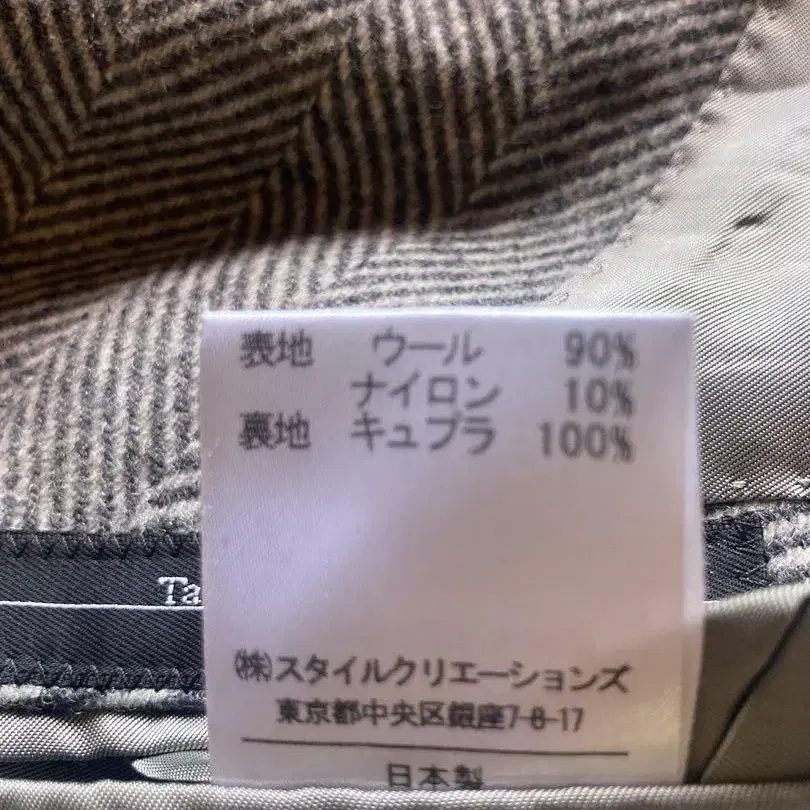 表地 ウール 90%
ナイロン 10%
裏地 キュプラ 100%
Ta
㈱スタイルクリエーションズ
東京都中央区銀座7-8-17
日本製